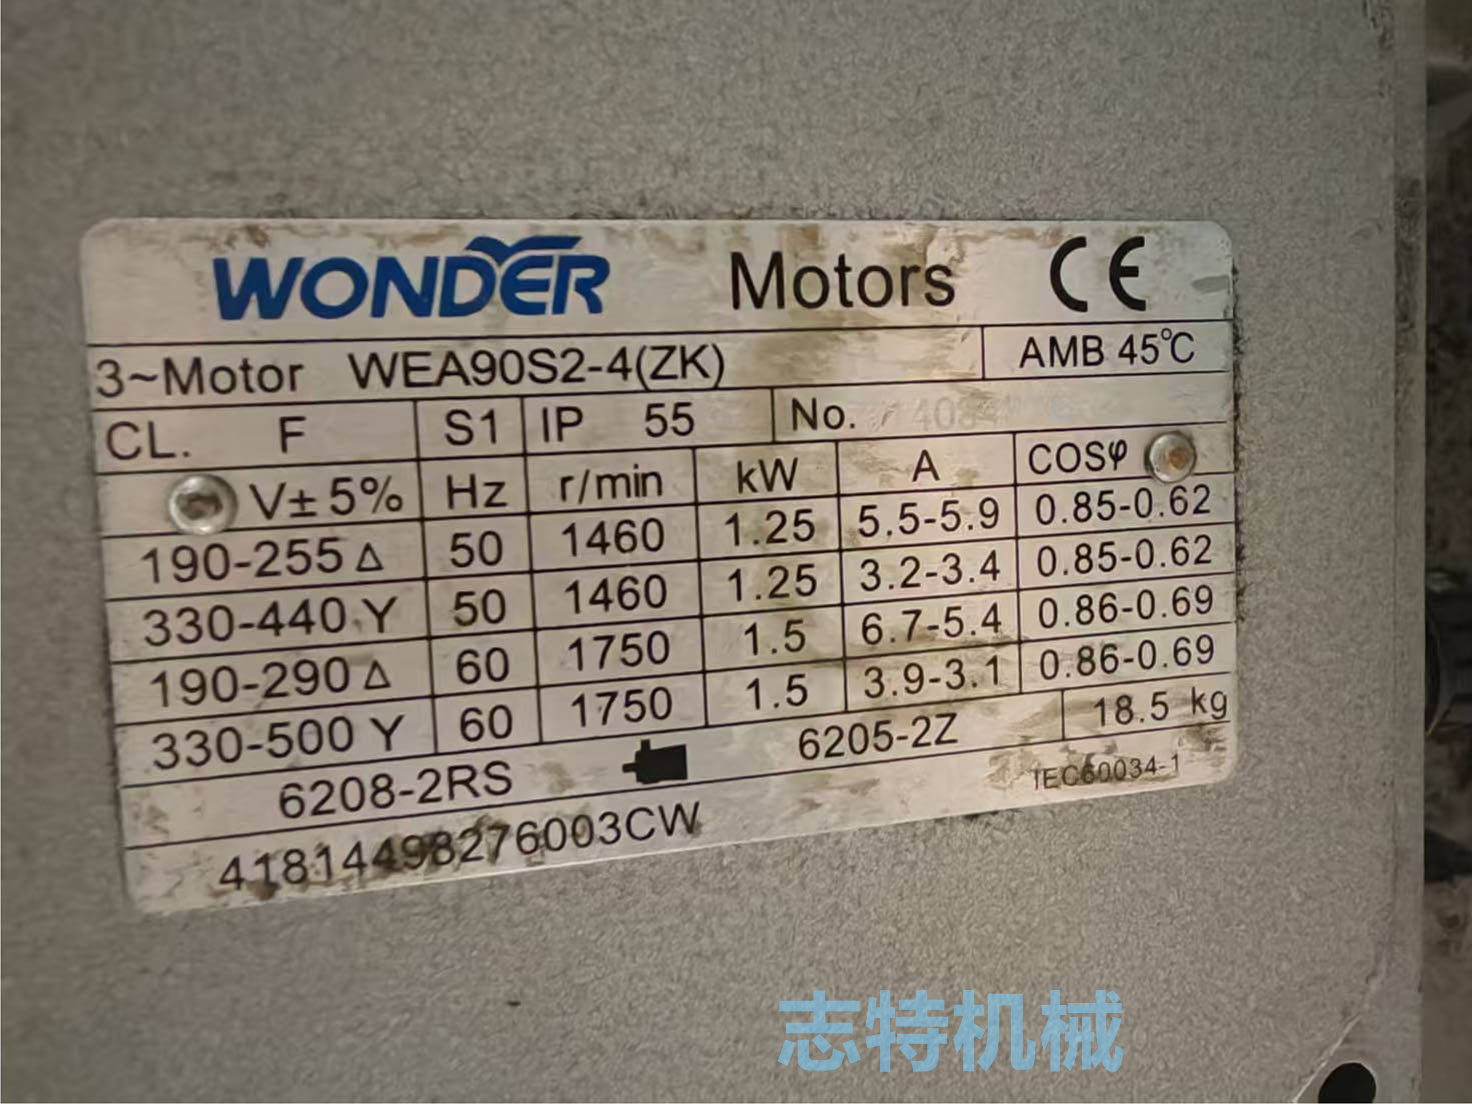 WONDER Motors CE
3~Motor WEA90S2-4(ZK) AMB 45℃
CL. F S1 IP 55 No.
V±5% Hz r/min kW A COSφ
190-255 Δ 50 1460 1.25 5.5-5.9 0.85-0.62
330-440 Y 50 1460 1.25 3.2-3.4 0.85-0.62
190-290 Δ 60 1750 1.5 6.7-5.4 0.86-0.69
330-500 Y 60 1750 1.5 3.9-3.1 0.86-0.69
6208-2RS 6205-2Z 18.5 kg
41814498276003CW IEC60034-1
志特机械